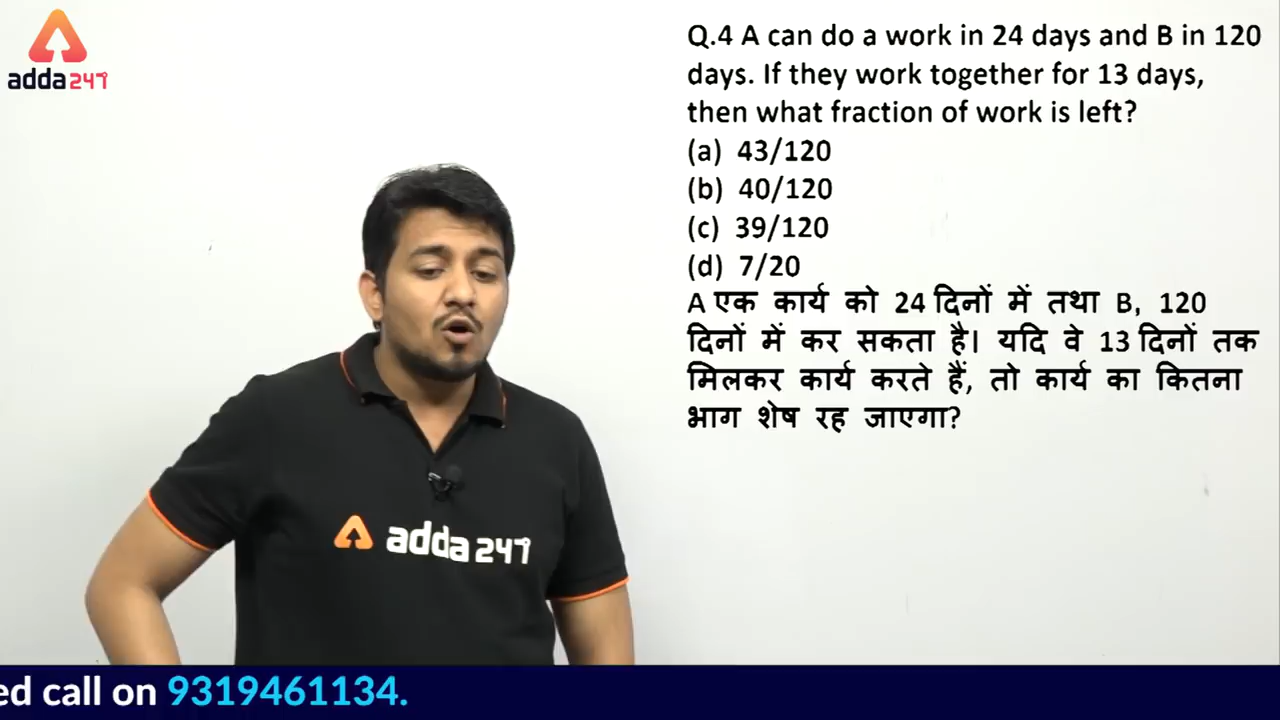 adda247
Q.4 A can do a work in 24 days and B in 120
days. If they work together for 13 days,
then what fraction of work is left?
(a) 43/120
(b) 40/120
(c) 39/120
(d) 7/20
A एक कार्य को 24 दिनों में तथा B, 120
दिनों में कर सकता है। यदि वे 13 दिनों तक
मिलकर कार्य करते हैं, तो कार्य का कितना
भाग शेष रह जाएगा?
adda247
ed call on 9319461134.